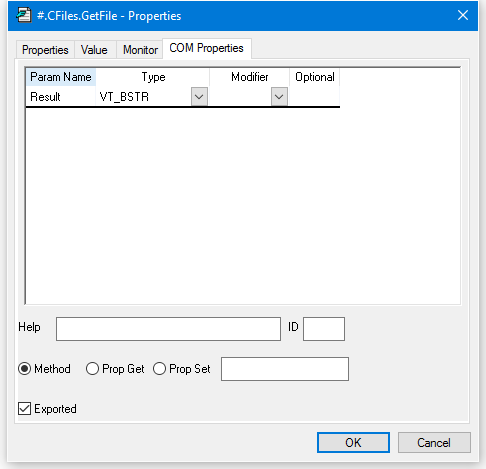 #.CFiles.GetFile - Properties
Properties Value Monitor COM Properties
Param Name Type Modifier Optional
Result VT_BSTR
Help ID
Method Prop Get Prop Set
Exported
OK Cancel